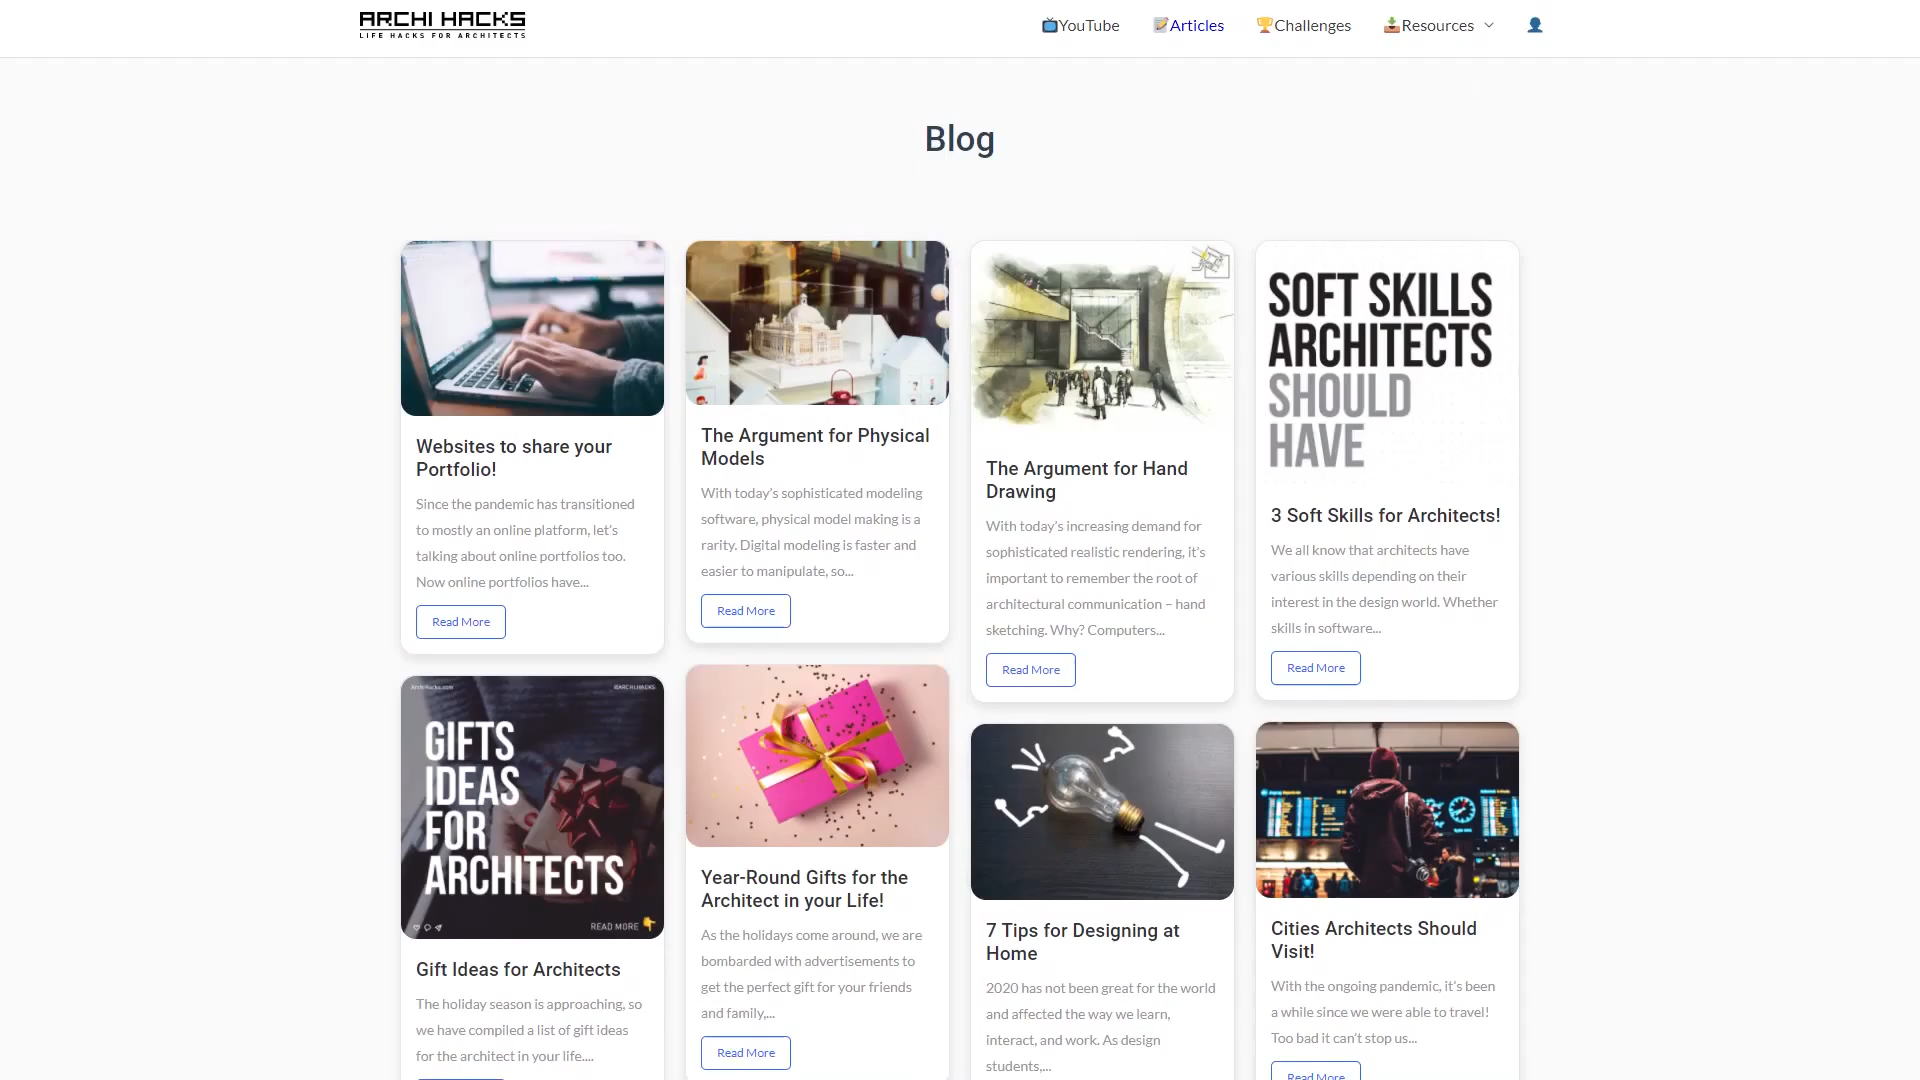 ARCHI HACKS
LIFE HACKS FOR ARCHITECTS
YouTube
Articles
Challenges
Resources
Blog
Websites to share your
Portfolio!
Since the pandemic has transitioned
to mostly an online platform, let's
talking about online portfolios too.
Now online portfolios have...
Read More
The Argument for Physical
Models
With today's sophisticated modeling
software, physical model making is a
rarity. Digital modeling is faster and
easier to manipulate, so...
Read More
The Argument for Hand
Drawing
With today's increasing demand for
sophisticated realistic rendering, it's
important to remember the root of
architectural communication – hand
sketching. Why? Computers...
Read More
SOFT SKILLS
ARCHITECTS
SHOULD
HAVE
3 Soft Skills for Architects!
We all know that architects have
various skills depending on their
interest in the design world. Whether
skills in software...
Read More
ArchiHacks.com
@ARCHIHACKS
GIFTS
IDEAS
FOR
ARCHITECTS
READ MORE
Gift Ideas for Architects
The holiday season is approaching, so
we have compiled a list of gift ideas
for the architect in your life....
Year-Round Gifts for the
Architect in your Life!
As the holidays come around, we are
bombarded with advertisements to
get the perfect gift for your friends
and family,...
Read More
7 Tips for Designing at
Home
2020 has not been great for the world
and affected the way we learn,
interact, and work. As design
students,...
Cities Architects Should
Visit!
With the ongoing pandemic, it's been
a while since we were able to travel!
Too bad it can't stop us...
Read More